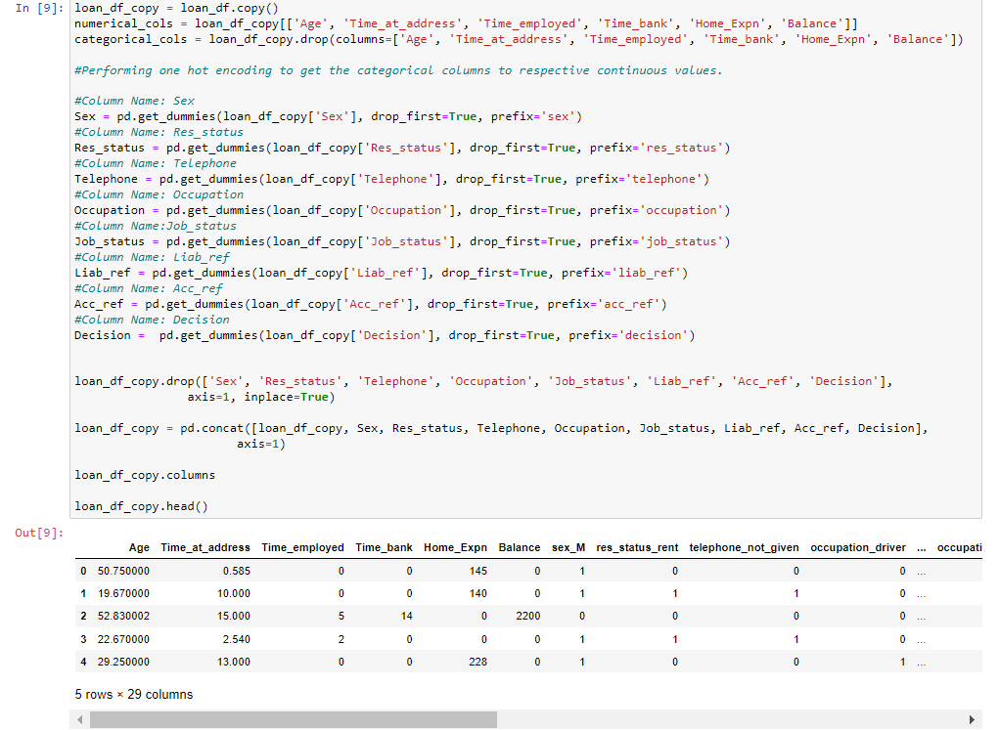 In [9]: loan_df_copy = loan_df.copy()
numerical_cols = loan_df_copy[['Age', 'Time_at_address', 'Time_employed', 'Time_bank', 'Home_Expn', 'Balance']]
categorical_cols = loan_df_copy.drop(columns=['Age', 'Time_at_address', 'Time_employed', 'Time_bank', 'Home_Expn', 'Balance'])
#Performing one hot encoding to get the categorical columns to respective continuous values.
#Column Name: Sex
Sex = pd.get_dummies(loan_df_copy['Sex'], drop_first=True, prefix='sex')
#Column Name: Res_status
Res_status = pd.get_dummies(loan_df_copy['Res_status'], drop_first=True, prefix='res_status')
#Column Name: Telephone
Telephone = pd.get_dummies(loan_df_copy['Telephone'], drop_first=True, prefix='telephone')
#Column Name: Occupation
Occupation = pd.get_dummies(loan_df_copy['Occupation'], drop_first=True, prefix='occupation')
#Column Name:Job_status
Job_status = pd.get_dummies(loan_df_copy['Job_status'], drop_first=True, prefix='job_status')
#Column Name: Liab_ref
Liab_ref = pd.get_dummies(loan_df_copy['Liab_ref'], drop_first=True, prefix='liab_ref')
#Column Name: Acc_ref
Acc_ref = pd.get_dummies(loan_df_copy['Acc_ref'], drop_first=True, prefix='acc_ref')
#Column Name: Decision
Decision =  pd.get_dummies(loan_df_copy['Decision'], drop_first=True, prefix='decision')
loan_df_copy.drop(['Sex', 'Res_status', 'Telephone', 'Occupation', 'Job_status', 'Liab_ref', 'Acc_ref', 'Decision'],
axis=1, inplace=True)
loan_df_copy = pd.concat([loan_df_copy, Sex, Res_status, Telephone, Occupation, Job_status, Liab_ref, Acc_ref, Decision],
axis=1)
loan_df_copy.columns
loan_df_copy.head()
Out[9]:
Age Time_at_address Time_employed Time_bank Home_Expn Balance sex_M res_status_rent telephone_not_given occupation_driver ... occupati
0 50.750000 0.585 0 0 145 0 1 0 0 0 ...
1 19.670000 10.000 0 0 140 0 1 1 1 0 ...
2 52.830002 15.000 5 14 0 2200 0 0 0 0 ...
3 22.670000 2.540 2 0 0 0 1 1 1 0 ...
4 29.250000 13.000 0 0 228 0 1 0 0 1 ...
5 rows × 29 columns